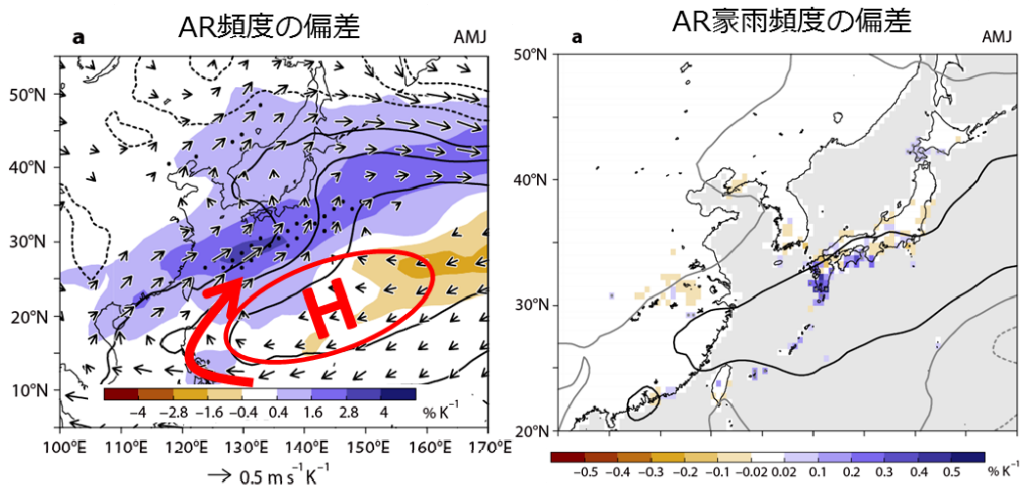 AR頻度の偏差
a
AMJ
50°N
40°N
30°N
20°N
10°N
H
−4 −2.8 −1.6 −0.4 0.4 1.6 2.8 4 % K⁻¹
100°E 110°E 120°E 130°E 140°E 150°E 160°E 170°E
→ 0.5 m s⁻¹ K⁻¹
AR豪雨頻度の偏差
a
AMJ
50°N
40°N
30°N
20°N
−0.5 −0.4 −0.3 −0.2 −0.1 −0.02 0.02 0.1 0.2 0.3 0.4 0.5 % K⁻¹